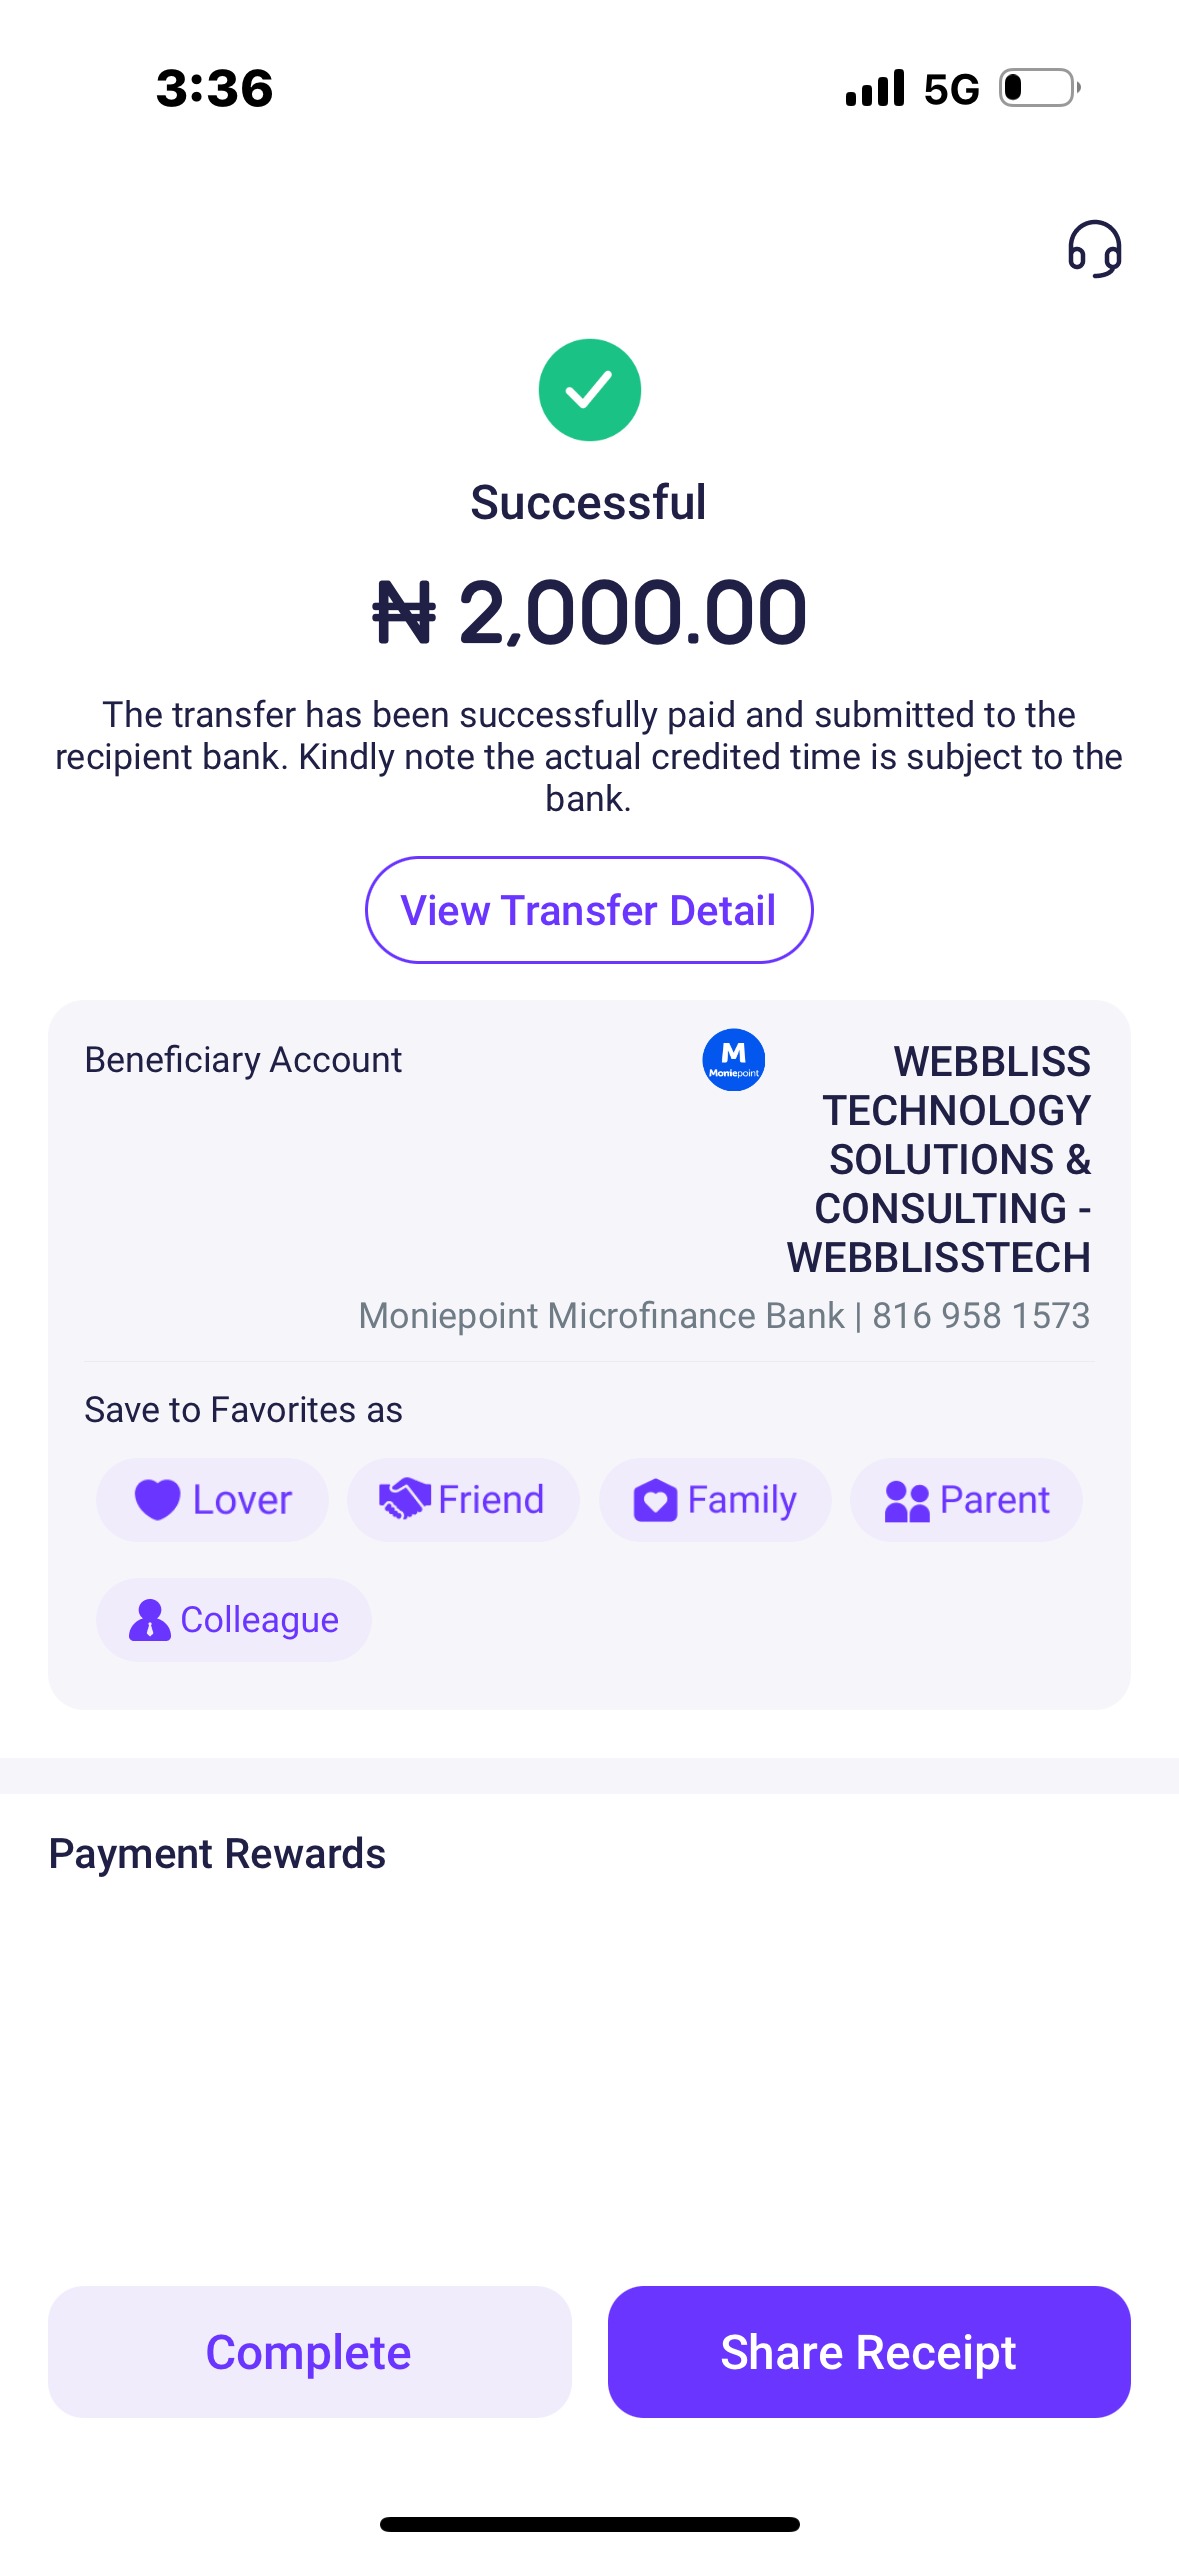 3:36
5G
Successful
₦ 2,000.00
The transfer has been successfully paid and submitted to the
recipient bank. Kindly note the actual credited time is subject to the
bank.
View Transfer Detail
Beneficiary Account
M
Moniepoint
WEBBLISS
TECHNOLOGY
SOLUTIONS &
CONSULTING -
WEBBLISSTECH
Moniepoint Microfinance Bank | 816 958 1573
Save to Favorites as
Lover
Friend
Family
Parent
Colleague
Payment Rewards
Complete
Share Receipt